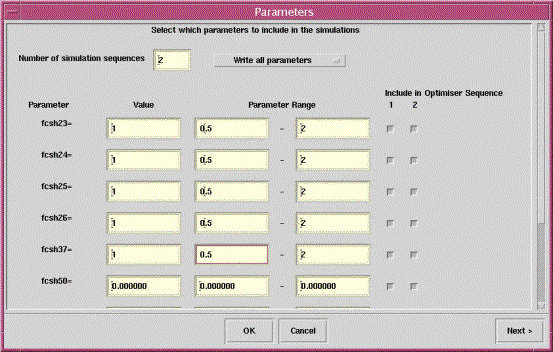 Parameters
Select which parameters to include in the simulations
Number of simulation sequences 2 Write all parameters
Include in Optimiser Sequence
Parameter Value Parameter Range 1 2
fcsh23= 1 0.5 - 2
fcsh24= 1 0.5 - 2
fcsh25= 1 0.5 - 2
fcsh26= 1 0.5 - 2
fcsh37= 1 0.5 - 2
fcsh50= 0.000000 0.000000 - 0.000000
OK Cancel Next >